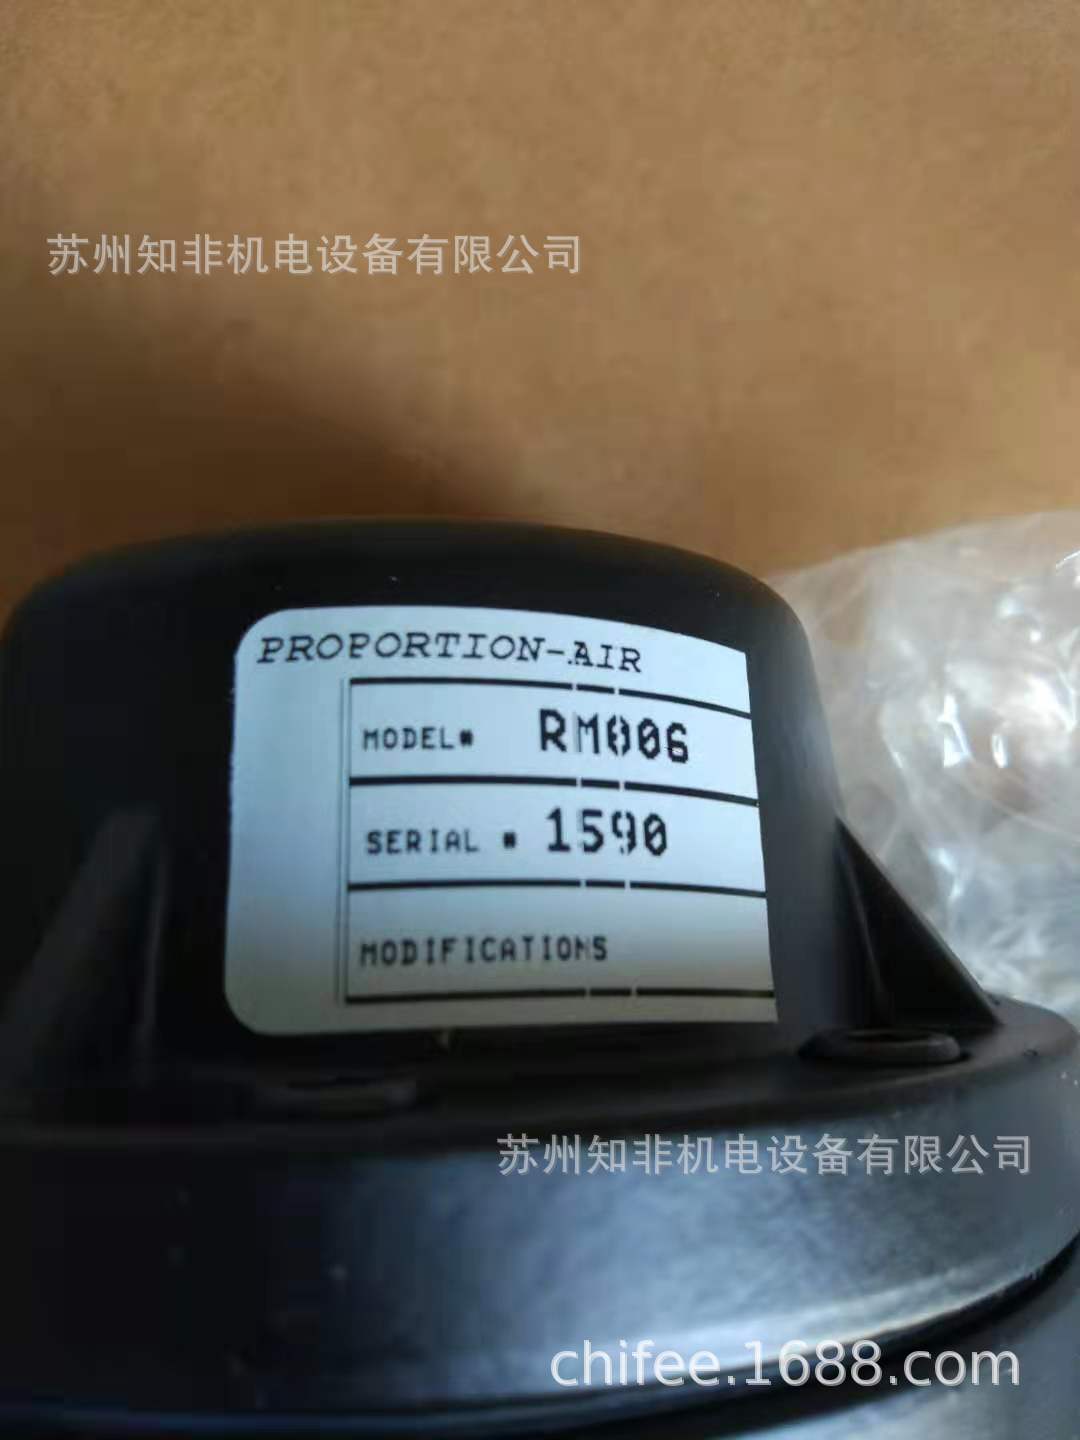 苏州知非机电设备有限公司
PROPORTION-AIR
MODEL# RM006
SERIAL # 1590
MODIFICATIONS
苏州知非机电设备有限公司
chifee.1688.com